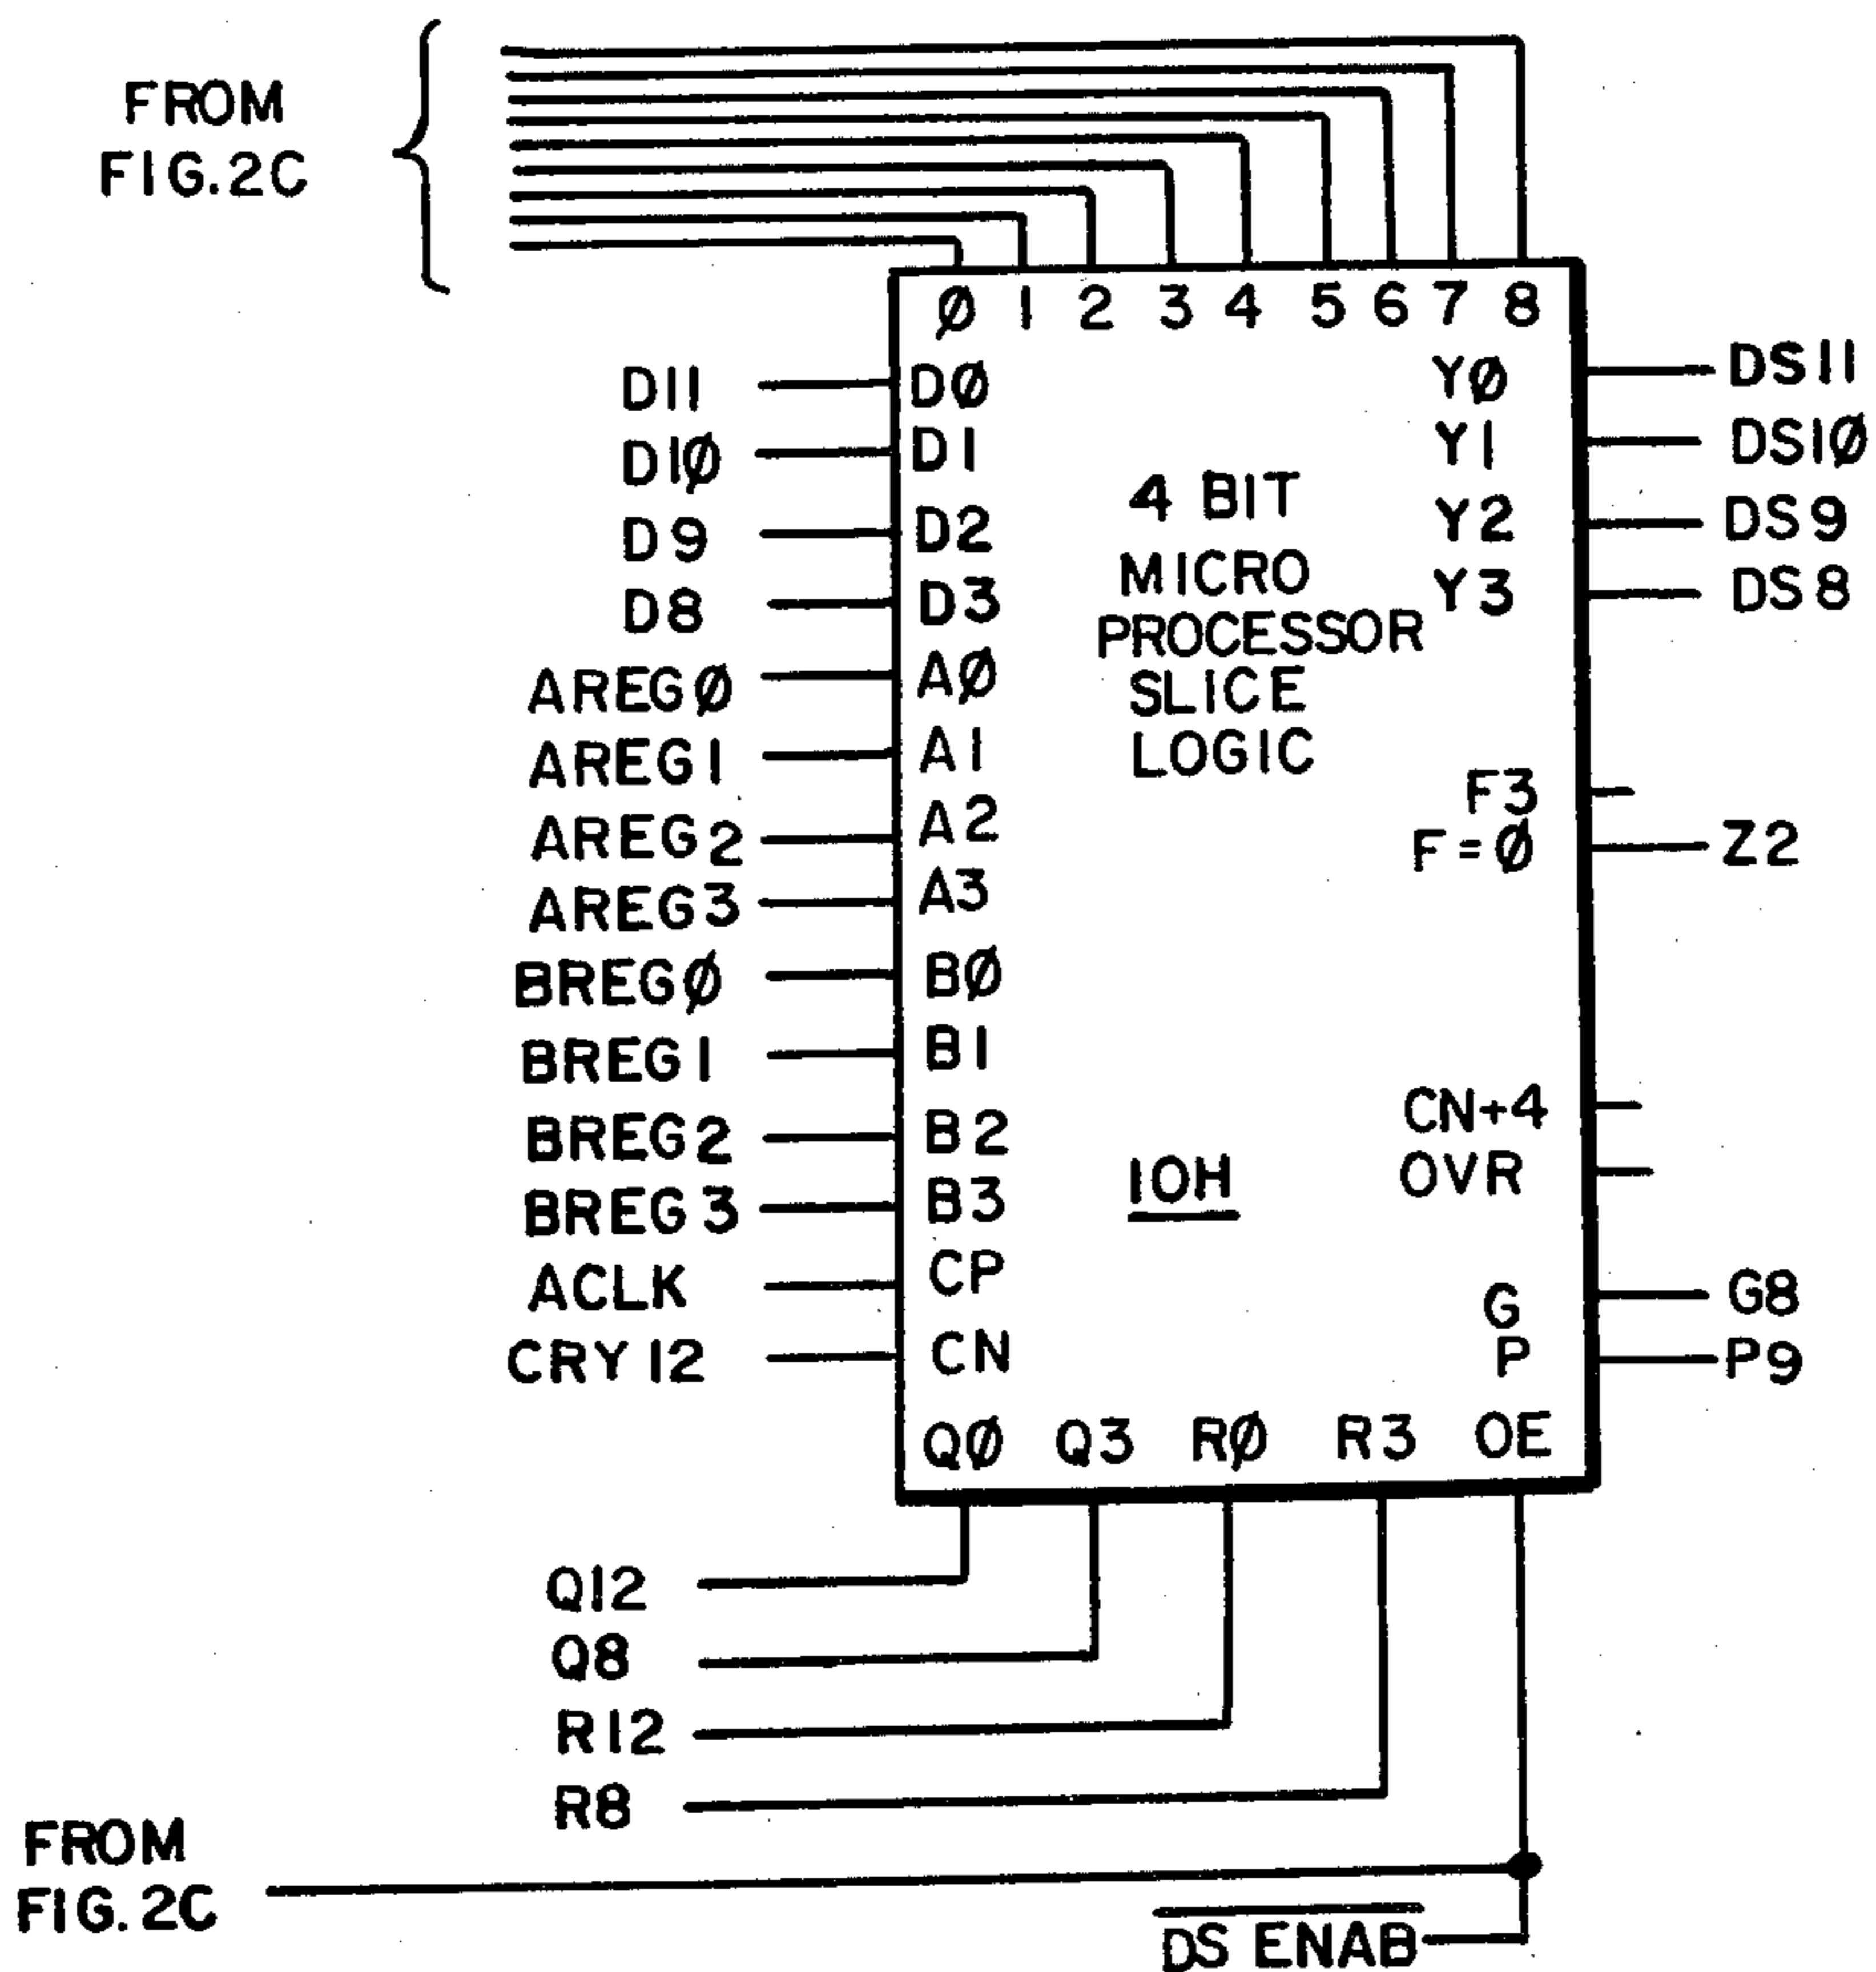 FROM
FIG.2C
Ø 1 2 3 4 5 6 7 8
D11 DØ YØ DS11
D1Ø D1 Y1 DS1Ø
D9 D2 Y2 DS9
D8 D3 Y3 DS8
4 BIT
MICRO
PROCESSOR
SLICE
LOGIC
AREGØ AØ
AREG1 A1
AREG2 A2
AREG3 A3
F3
F=Ø Z2
BREGØ BØ
BREG1 B1
BREG2 B2
BREG3 B3
CN+4
OVR
10H
ACLK CP
CRY12 CN
G G8
P P9
QØ Q3 RØ R3 OE
Q12
Q8
R12
R8
FROM
FIG.2C
DS ENAB